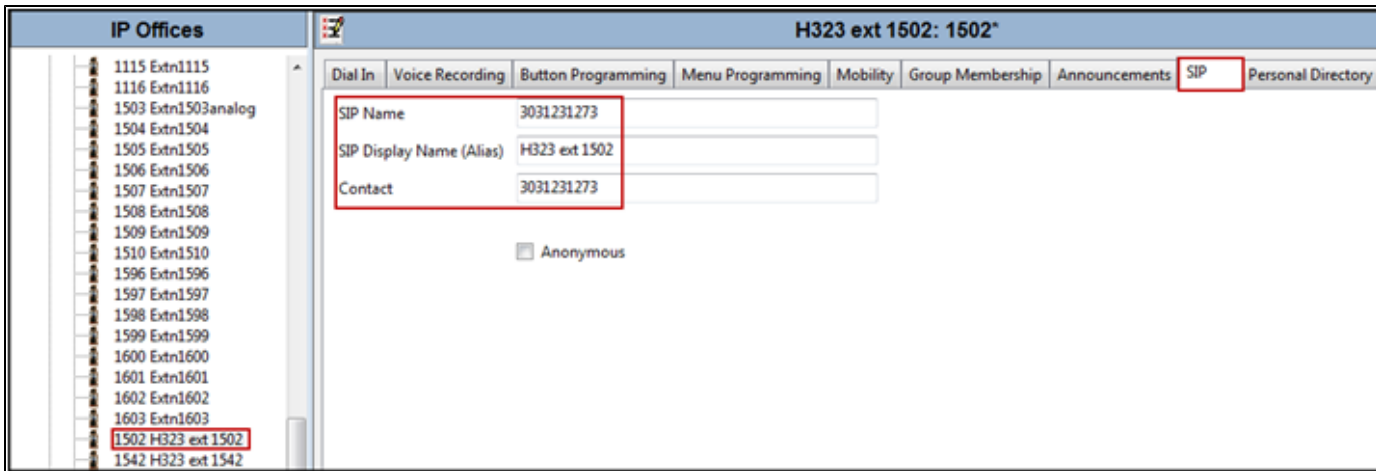 IP Offices
1115 Extn1115
1116 Extn1116
1503 Extn1503analog
1504 Extn1504
1505 Extn1505
1506 Extn1506
1507 Extn1507
1508 Extn1508
1509 Extn1509
1510 Extn1510
1596 Extn1596
1597 Extn1597
1598 Extn1598
1599 Extn1599
1600 Extn1600
1601 Extn1601
1602 Extn1602
1603 Extn1603
1502 H323 ext 1502
1542 H323 ext 1542
H323 ext 1502: 1502*
Dial In Voice Recording Button Programming Menu Programming Mobility Group Membership Announcements SIP Personal Directory
SIP Name 3031231273
SIP Display Name (Alias) H323 ext 1502
Contact 3031231273
Anonymous